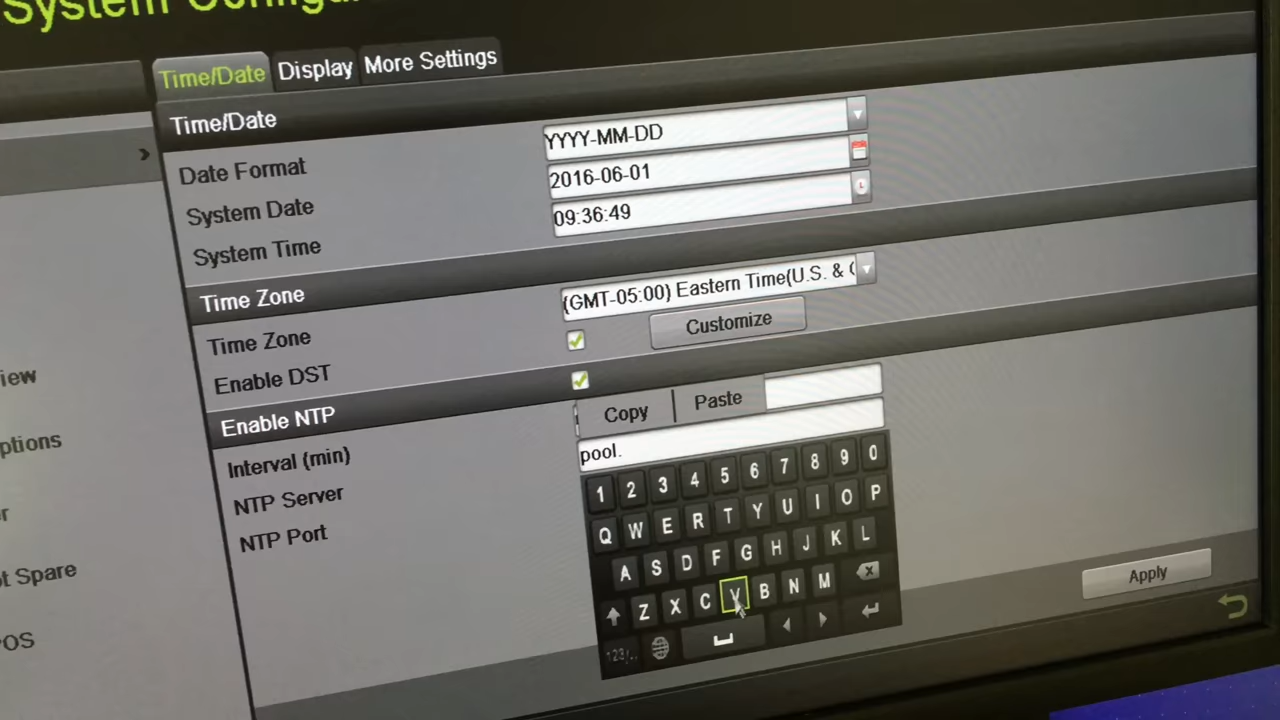 System Configura
Time/Date Display More Settings
Time/Date
Date Format YYYY-MM-DD
System Date 2016-06-01
System Time 09:36:49
Time Zone
Time Zone (GMT-05:00) Eastern Time(U.S. & C
Enable DST Customize
Enable NTP
Interval (min) Copy Paste
NTP Server pool.
NTP Port
1 2 3 4 5 6 7 8 9 0
Q W E R T Y U I O P
A S D F G H J K L
Z X C V B N M
123/,.
Apply
iew
ptions
r
t Spare
POS